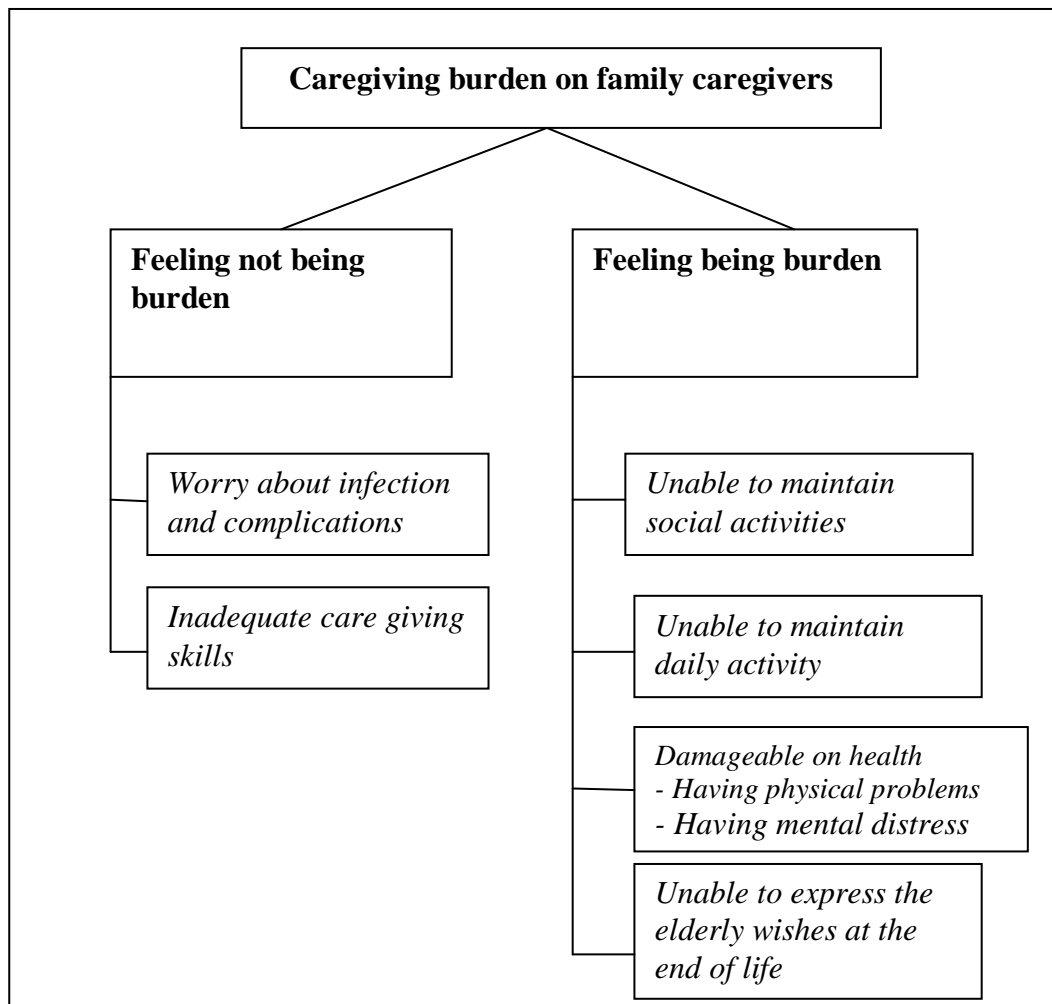 Caregiving burden on family caregivers
Feeling not being
burden
Worry about infection
and complications
Inadequate care giving
skills
Feeling being burden
Unable to maintain
social activities
Unable to maintain
daily activity
Damageable on health
- Having physical problems
- Having mental distress
Unable to express the
elderly wishes at the
end of life